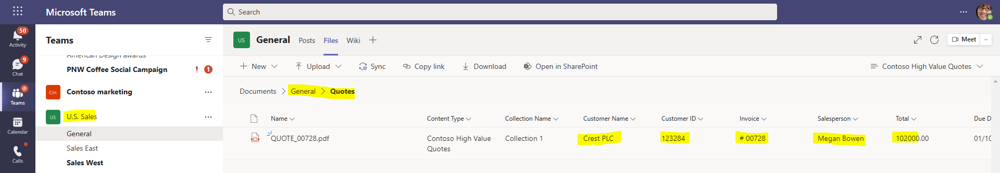 Microsoft Teams
Search
50
Activity
9
Chat
@
Teams
Calendar
Calls
Teams
American Design awards
PNW Coffee Social Campaign ! 1
Cm Contoso marketing
US U.S. Sales
General
Sales East
Sales West
US General Posts Files Wiki
Meet
New Upload Sync Copy link Download Open in SharePoint Contoso High Value Quotes
Documents > General > Quotes
Name Content Type Collection Name Customer Name Customer ID Invoice Salesperson Total Due D
QUOTE_00728.pdf Contoso High Value Collection 1 Crest PLC 123284 # 00728 Megan Bowen 102000.00 01/10
Quotes